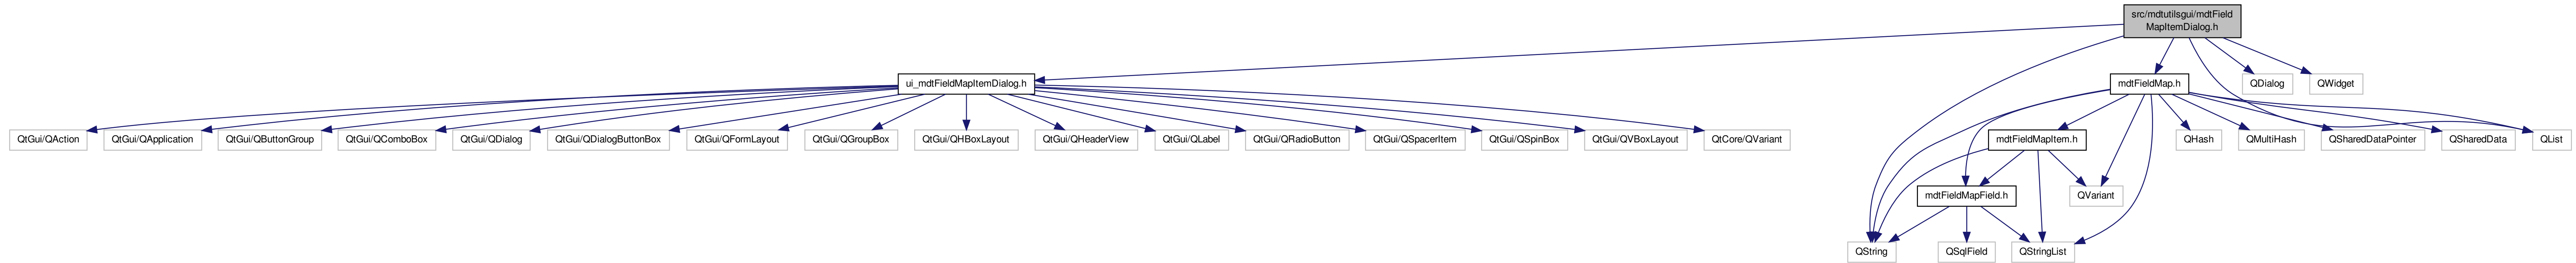 src/mdtutilsgui/mdtField
MapItemDialog.h
ui_mdtFieldMapItemDialog.h
mdtFieldMap.h
QDialog
QWidget
QtGui/QAction
QtGui/QApplication
QtGui/QButtonGroup
QtGui/QComboBox
QtGui/QDialog
QtGui/QDialogButtonBox
QtGui/QFormLayout
QtGui/QGroupBox
QtGui/QHBoxLayout
QtGui/QHeaderView
QtGui/QLabel
QtGui/QRadioButton
QtGui/QSpacerItem
QtGui/QSpinBox
QtGui/QVBoxLayout
QtCore/QVariant
mdtFieldMapItem.h
QHash
QMultiHash
QSharedDataPointer
QSharedData
QList
mdtFieldMapField.h
QVariant
QString
QSqlField
QStringList